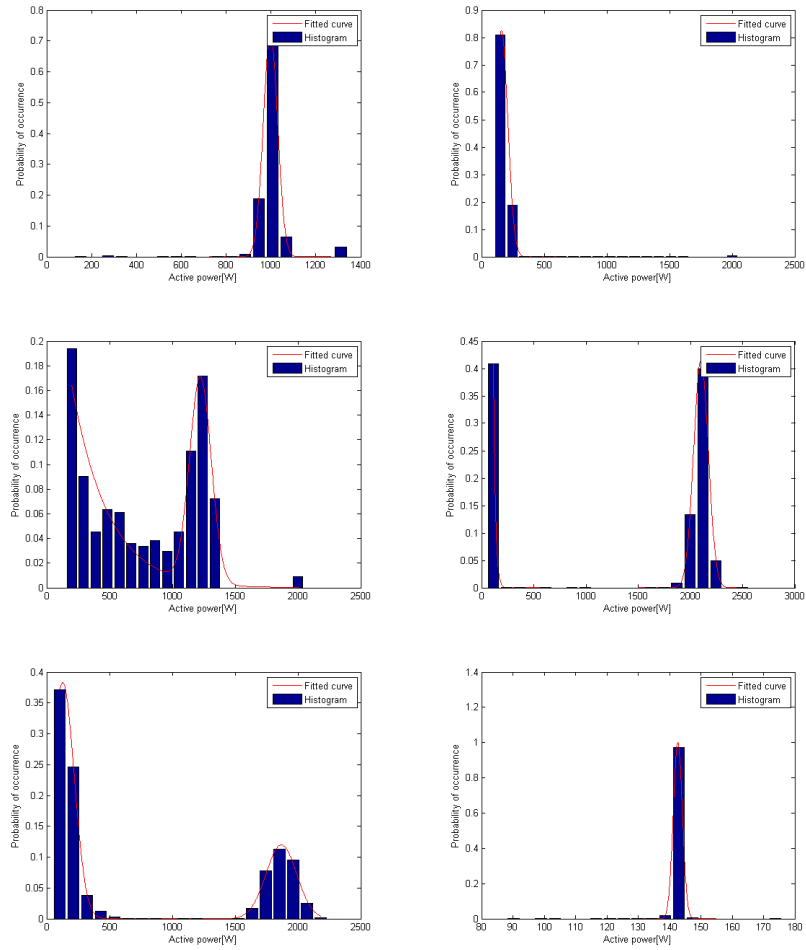 0.8
0.7
0.6
0.5
0.4
0.3
0.2
0.1
0
Probability of occurrence
0 200 400 600 800 1000 1200 1400
Active power[W]
Fitted curve
Histogram
0.9
0.8
0.7
0.6
0.5
0.4
0.3
0.2
0.1
0
Probability of occurrence
0 500 1000 1500 2000 2500
Active power[W]
Fitted curve
Histogram
0.2
0.18
0.16
0.14
0.12
0.1
0.08
0.06
0.04
0.02
0
Probability of occurrence
0 500 1000 1500 2000 2500
Active power[W]
Fitted curve
Histogram
0.45
0.4
0.35
0.3
0.25
0.2
0.15
0.1
0.05
0
Probability of occurrence
0 500 1000 1500 2000 2500 3000
Active power[W]
Fitted curve
Histogram
0.4
0.35
0.3
0.25
0.2
0.15
0.1
0.05
0
Probability of occurrence
0 500 1000 1500 2000 2500
Active power[W]
Fitted curve
Histogram
1.4
1.2
1
0.8
0.6
0.4
0.2
0
Probability of occurrence
80 90 100 110 120 130 140 150 160 170 180
Active power[W]
Fitted curve
Histogram